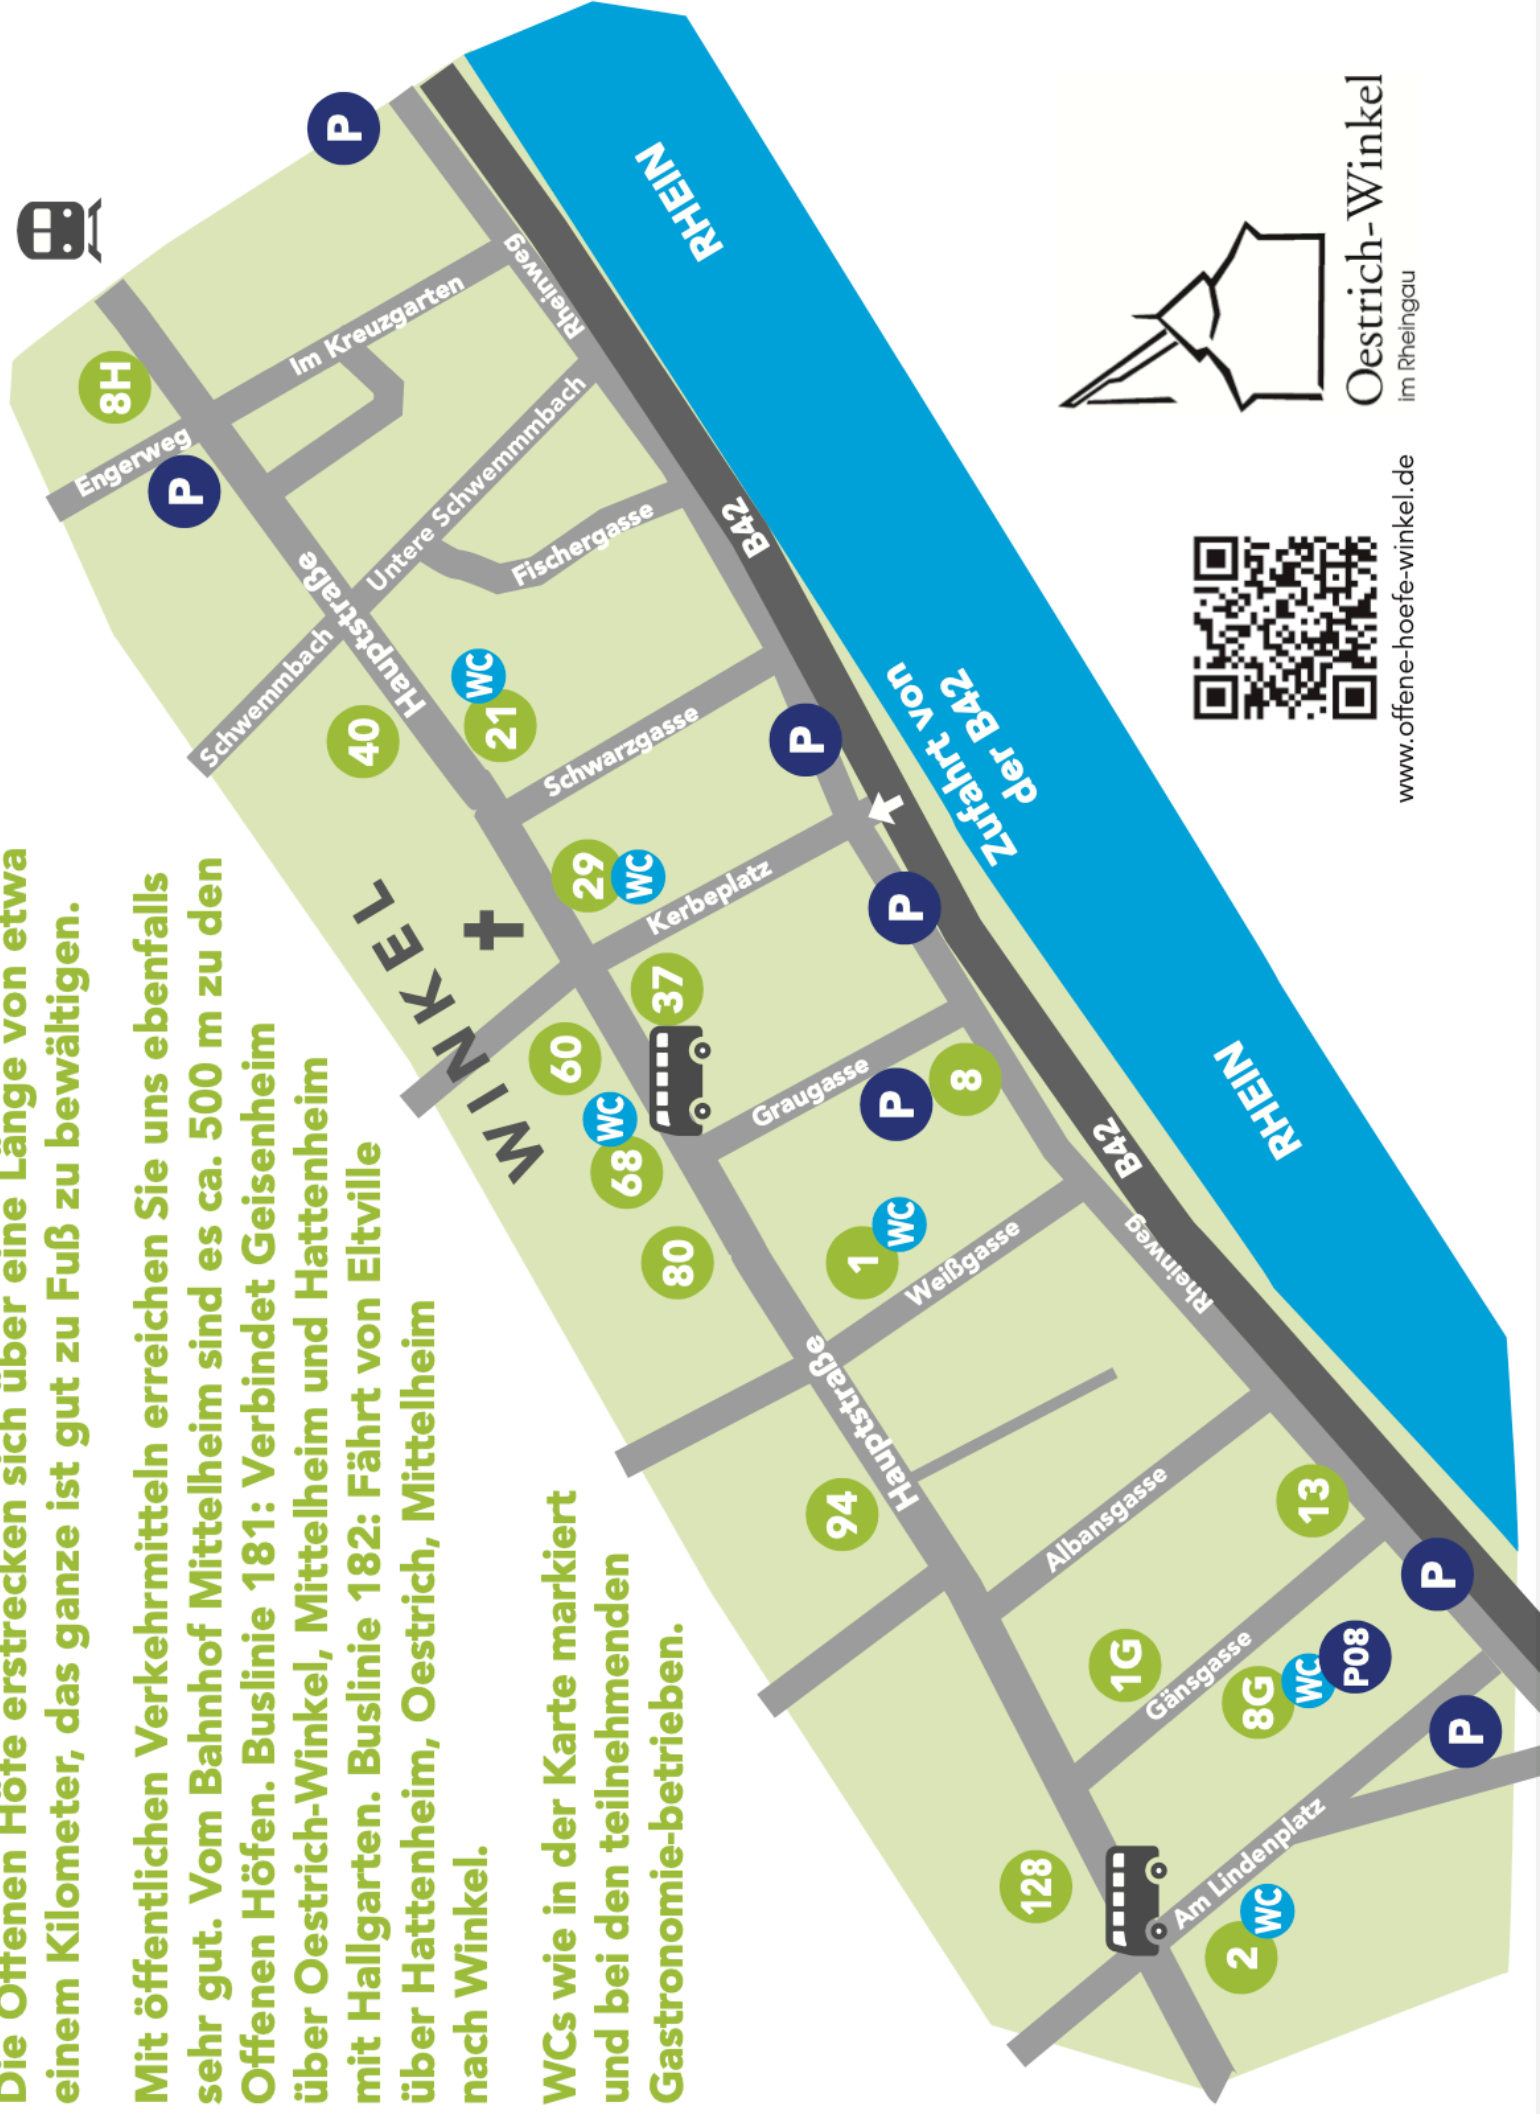 Die Offenen Höfe erstrecken sich über eine Länge von etwa
einem Kilometer, das ganze ist gut zu Fuß zu bewältigen.
Mit öffentlichen Verkehrmitteln erreichen Sie uns ebenfalls
sehr gut. Vom Bahnhof Mittelheim sind es ca. 500 m zu den
Offenen Höfen. Buslinie 181: Verbindet Geisenheim
über Oestrich-Winkel, Mittelheim und Hattenheim
mit Hallgarten. Buslinie 182: Fährt von Eltville
über Hattenheim, Oestrich, Mittelheim
nach Winkel.
WCs wie in der Karte markiert
und bei den teilnehmenden
Gastronomie-betrieben.
WINKEL
8H
P
P
Engerweg
Im Kreuzgarten
Rheinweg
Untere Schwemmmbach
Fischergasse
Hauptstraße
Schwemmbach
40
21
WC
Schwarzgasse
P
29
WC
Kerbeplatz
P
37
60
WC
68
80
Graugasse
P
8
1
WC
Weißgasse
Rheinweg
Hauptstraße
94
Albansgasse
13
1G
Gänsgasse
8G
WC
P08
P
P
128
Am Lindenplatz
2
WC
B42
B42
RHEIN
RHEIN
Zufahrt von
der B42
www.offene-hoefe-winkel.de
Oestrich-Winkel
im Rheingau